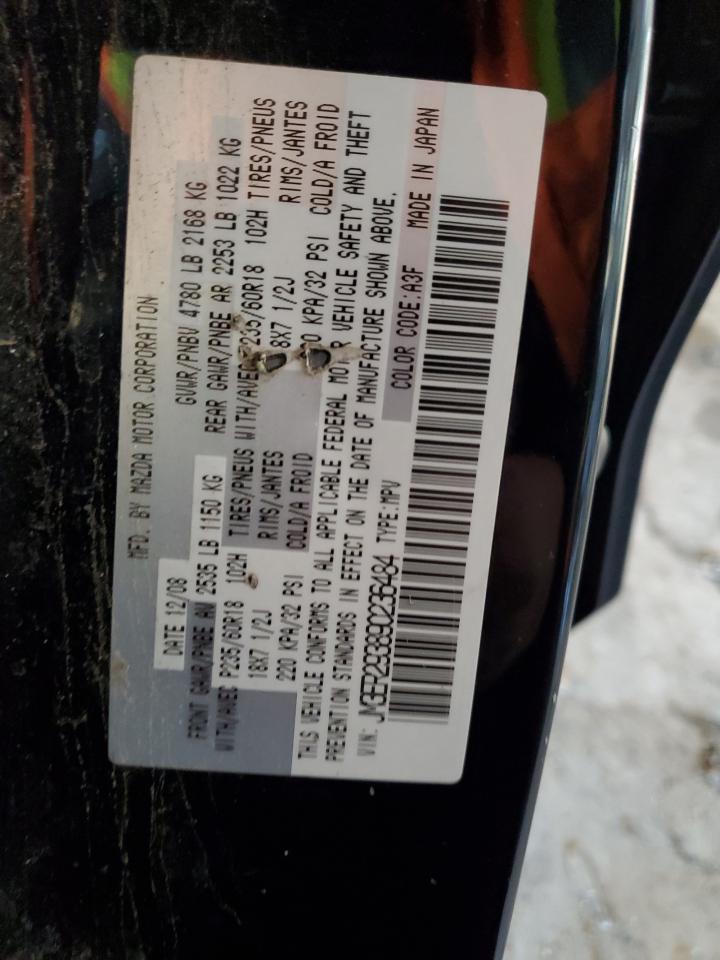 MFD. BY MAZDA MOTOR CORPORATION
DATE 12/08 GVWR/PNBV 4780 LB 2168 KG
FRONT GAWR/PNBE AV 2535 LB 1150 KG REAR GAWR/PNBE AR 2253 LB 1022 KG
WITH/AVEC P235/60R18 102H TIRES/PNEUS WITH/AVEC P235/60R18 102H TIRES/PNEUS
18X7 1/2J RIMS/JANTES 8X7 1/2J RIMS/JANTES
220 KPA/32 PSI COLD/A FROID 0 KPA/32 PSI COLD/A FROID
THIS VEHICLE CONFORMS TO ALL APPLICABLE FEDERAL MOTOR VEHICLE SAFETY AND THEFT
PREVENTION STANDARDS IN EFFECT ON THE DATE OF MANUFACTURE SHOWN ABOVE.
VIN: JM3ER293390236484 TYPE:MPV COLOR CODE:A3F MADE IN JAPAN